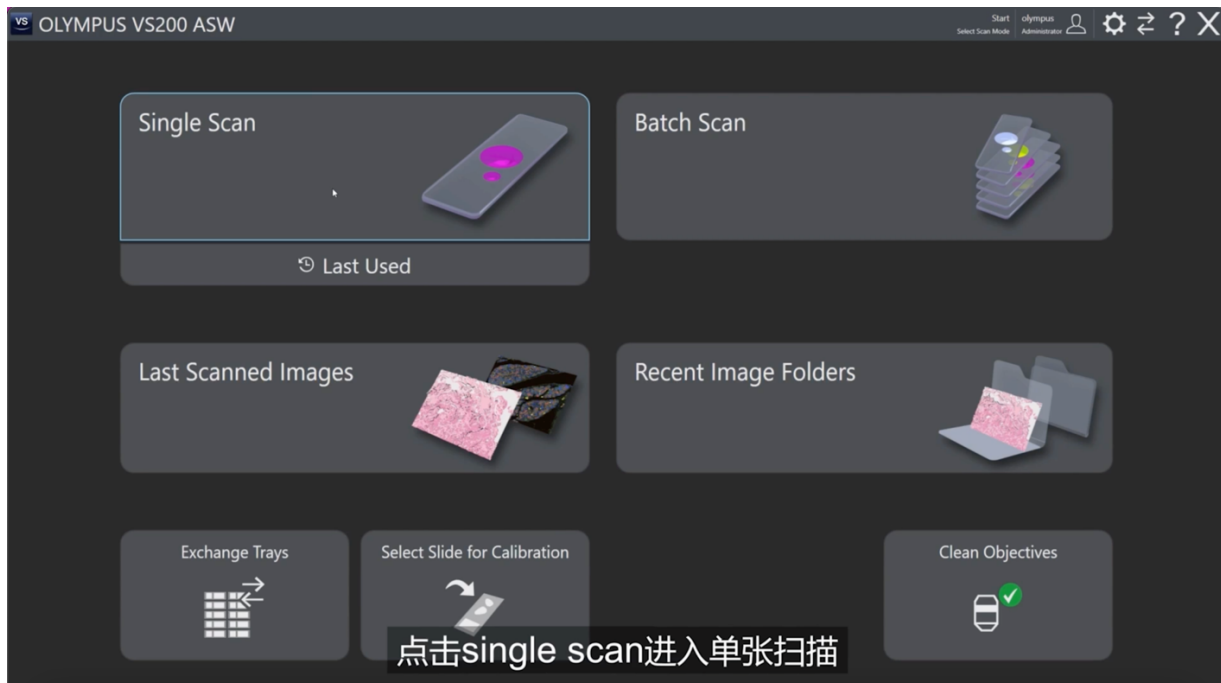 VS OLYMPUS VS200 ASW
Start olympus
Select Scan Mode Administrator
Single Scan
Batch Scan
Last Used
Last Scanned Images
Recent Image Folders
Exchange Trays
Select Slide for Calibration
Clean Objectives
点击single scan进入单张扫描